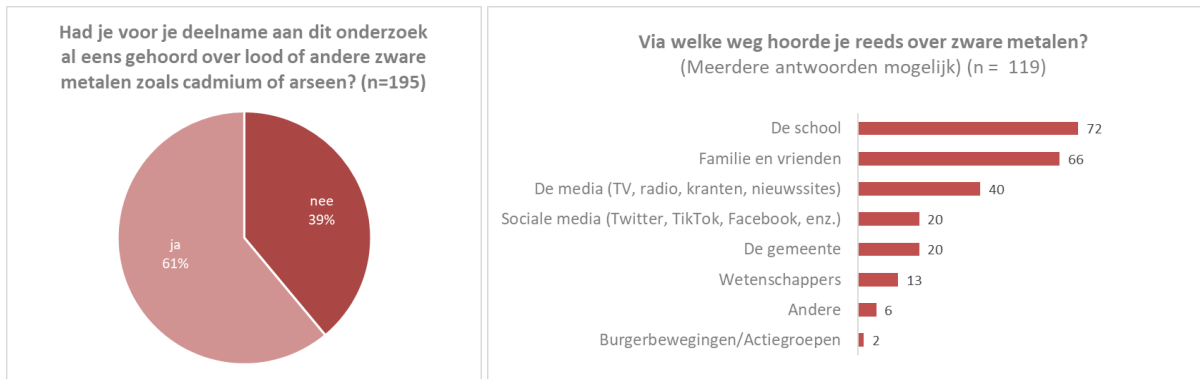 Had je voor je deelname aan dit onderzoek
al eens gehoord over lood of andere zware
metalen zoals cadmium of arseen? (n=195)
nee
39%
ja
61%
Via welke weg hoorde je reeds over zware metalen?
(Meerdere antwoorden mogelijk) (n = 119)
De school 72
Familie en vrienden 66
De media (TV, radio, kranten, nieuwssites) 40
Sociale media (Twitter, TikTok, Facebook, enz.) 20
De gemeente 20
Wetenschappers 13
Andere 6
Burgerbewegingen/Actiegroepen 2